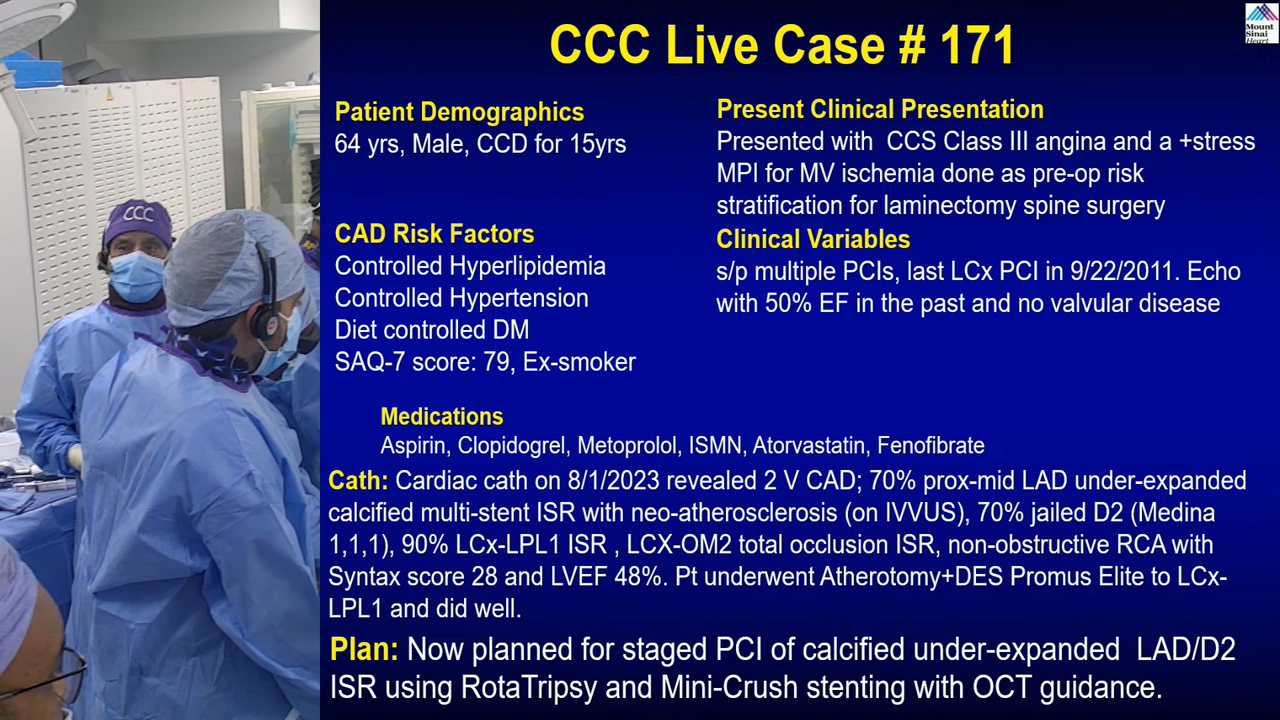 CCC Live Case # 171
Mount
Sinai
Heart
Patient Demographics
64 yrs, Male, CCD for 15yrs
CAD Risk Factors
Controlled Hyperlipidemia
Controlled Hypertension
Diet controlled DM
SAQ-7 score: 79, Ex-smoker
Present Clinical Presentation
Presented with CCS Class III angina and a +stress
MPI for MV ischemia done as pre-op risk
stratification for laminectomy spine surgery
Clinical Variables
s/p multiple PCIs, last LCx PCI in 9/22/2011. Echo
with 50% EF in the past and no valvular disease
Medications
Aspirin, Clopidogrel, Metoprolol, ISMN, Atorvastatin, Fenofibrate
Cath: Cardiac cath on 8/1/2023 revealed 2 V CAD; 70% prox-mid LAD under-expanded
calcified multi-stent ISR with neo-atherosclerosis (on IVVUS), 70% jailed D2 (Medina
1,1,1), 90% LCx-LPL1 ISR , LCX-OM2 total occlusion ISR, non-obstructive RCA with
Syntax score 28 and LVEF 48%. Pt underwent Atherotomy+DES Promus Elite to LCx-
LPL1 and did well.
Plan: Now planned for staged PCI of calcified under-expanded LAD/D2
ISR using RotaTripsy and Mini-Crush stenting with OCT guidance.
CCC